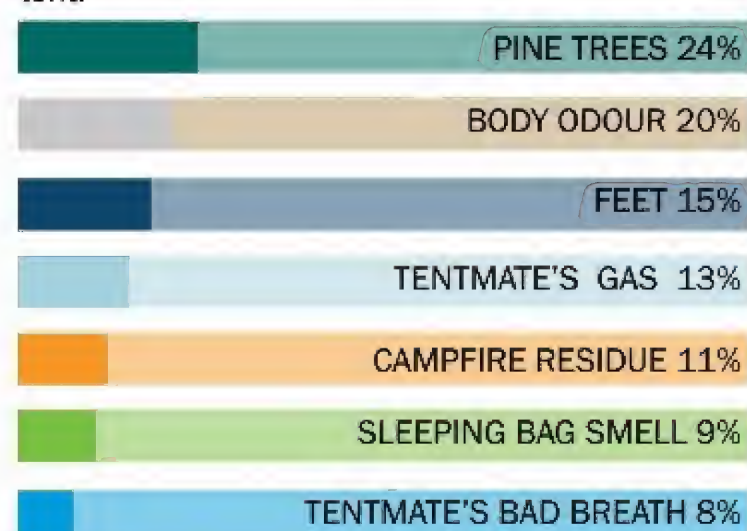 PINE TREES 24%
BODY ODOUR 20%
FEET 15%
TENTMATE'S GAS 13%
CAMPFIRE RESIDUE 11%
SLEEPING BAG SMELL 9%
TENTMATE'S BAD BREATH 8%